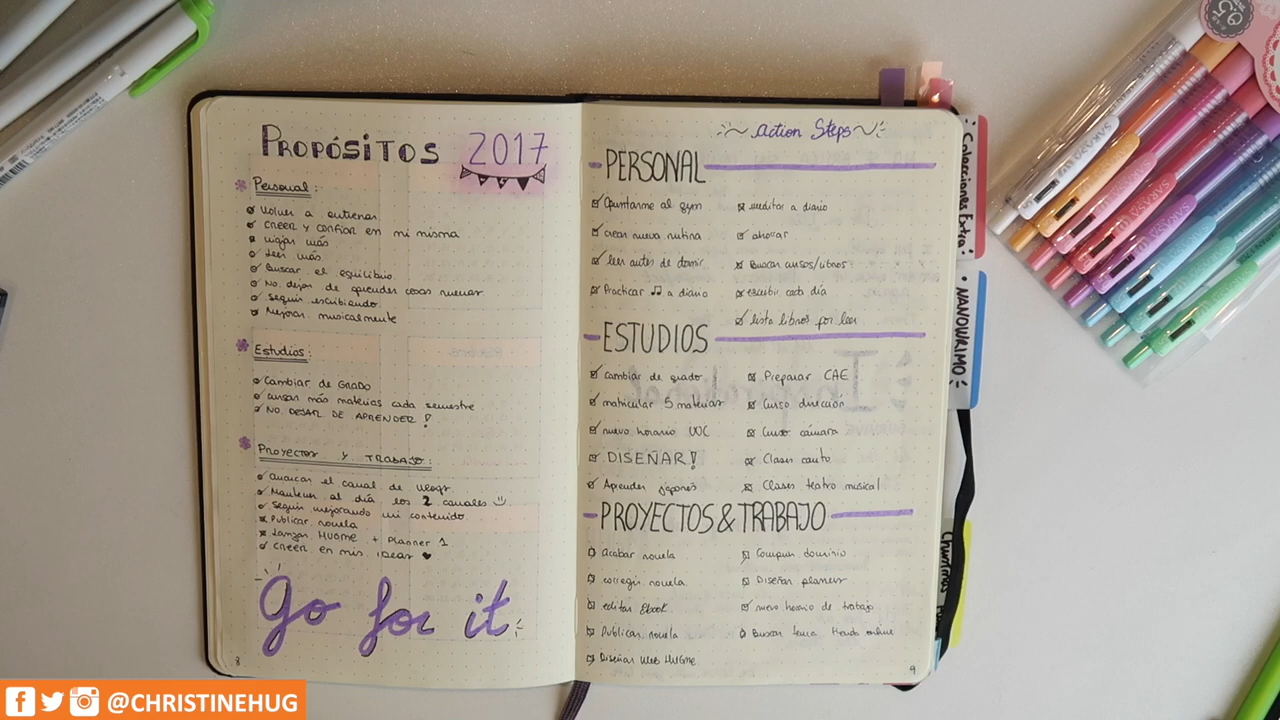 PROPÓSITOS 2017
Personal:
Volver a entrenar
Creer y confiar en mi misma
viajar más
Leer más
Buscar el equilibrio
No dejar de aprender cosas nuevas
Seguir escribiendo
Mejorar musicalmente
Estudios:
Cambiar de GRADO
cursar más materias cada semestre
NO DEJAR DE APRENDER!
Proyectos y TRABAJO:
avanzar el canal de vlogs
Mantener al día los 2 canales
Seguir mejorando mi contenido
Publicar novela
Lanzar HUGme + Planner 1
CREER en mis ideas
Go for it
8
Action Steps
PERSONAL
Apuntarme al gym
crear nueva rutina
leer antes de dormir
Practicar ♫ a diario
meditar a diario
ahorrar
Buscar cursos/libros
escribir cada día
lista libros por leer
ESTUDIOS
cambiar de grado
matricular 5 materias
nuevo horario UOC
DISEÑAR!
Aprender japonés
Preparar CAE
Curso dirección
Curso cámara
Clases canto
Clases teatro musical
PROYECTOS & TRABAJO
Acabar novela
corregir novela
editar Ebook
Publicar novela
Diseñar Web HUGme
Comprar dominio
Diseñar planner
nuevo horario de trabajo
Buscar tema tienda online
9
Colecciones Extra
• NANOWRIMO •
SARASA
@CHRISTINEHUG